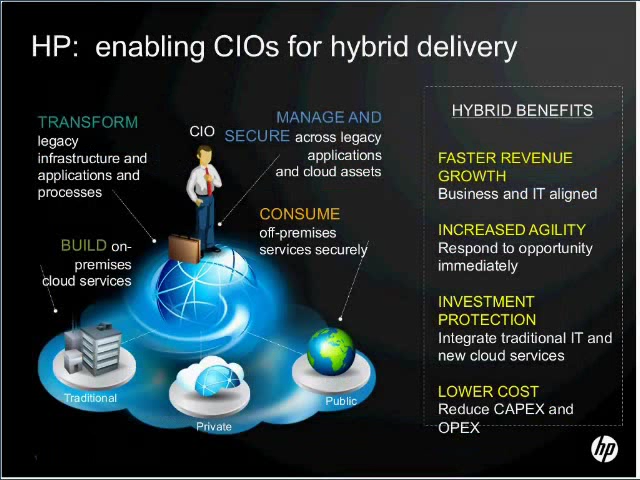 HP: enabling CIOs for hybrid delivery
TRANSFORM
legacy
infrastructure and
applications and
processes
CIO
MANAGE AND
SECURE across legacy
applications
and cloud assets
CONSUME
off-premises
services securely
BUILD on-
premises
cloud services
Traditional
Private
Public
HYBRID BENEFITS
FASTER REVENUE
GROWTH
Business and IT aligned
INCREASED AGILITY
Respond to opportunity
immediately
INVESTMENT
PROTECTION
Integrate traditional IT and
new cloud services
LOWER COST
Reduce CAPEX and
OPEX
hp